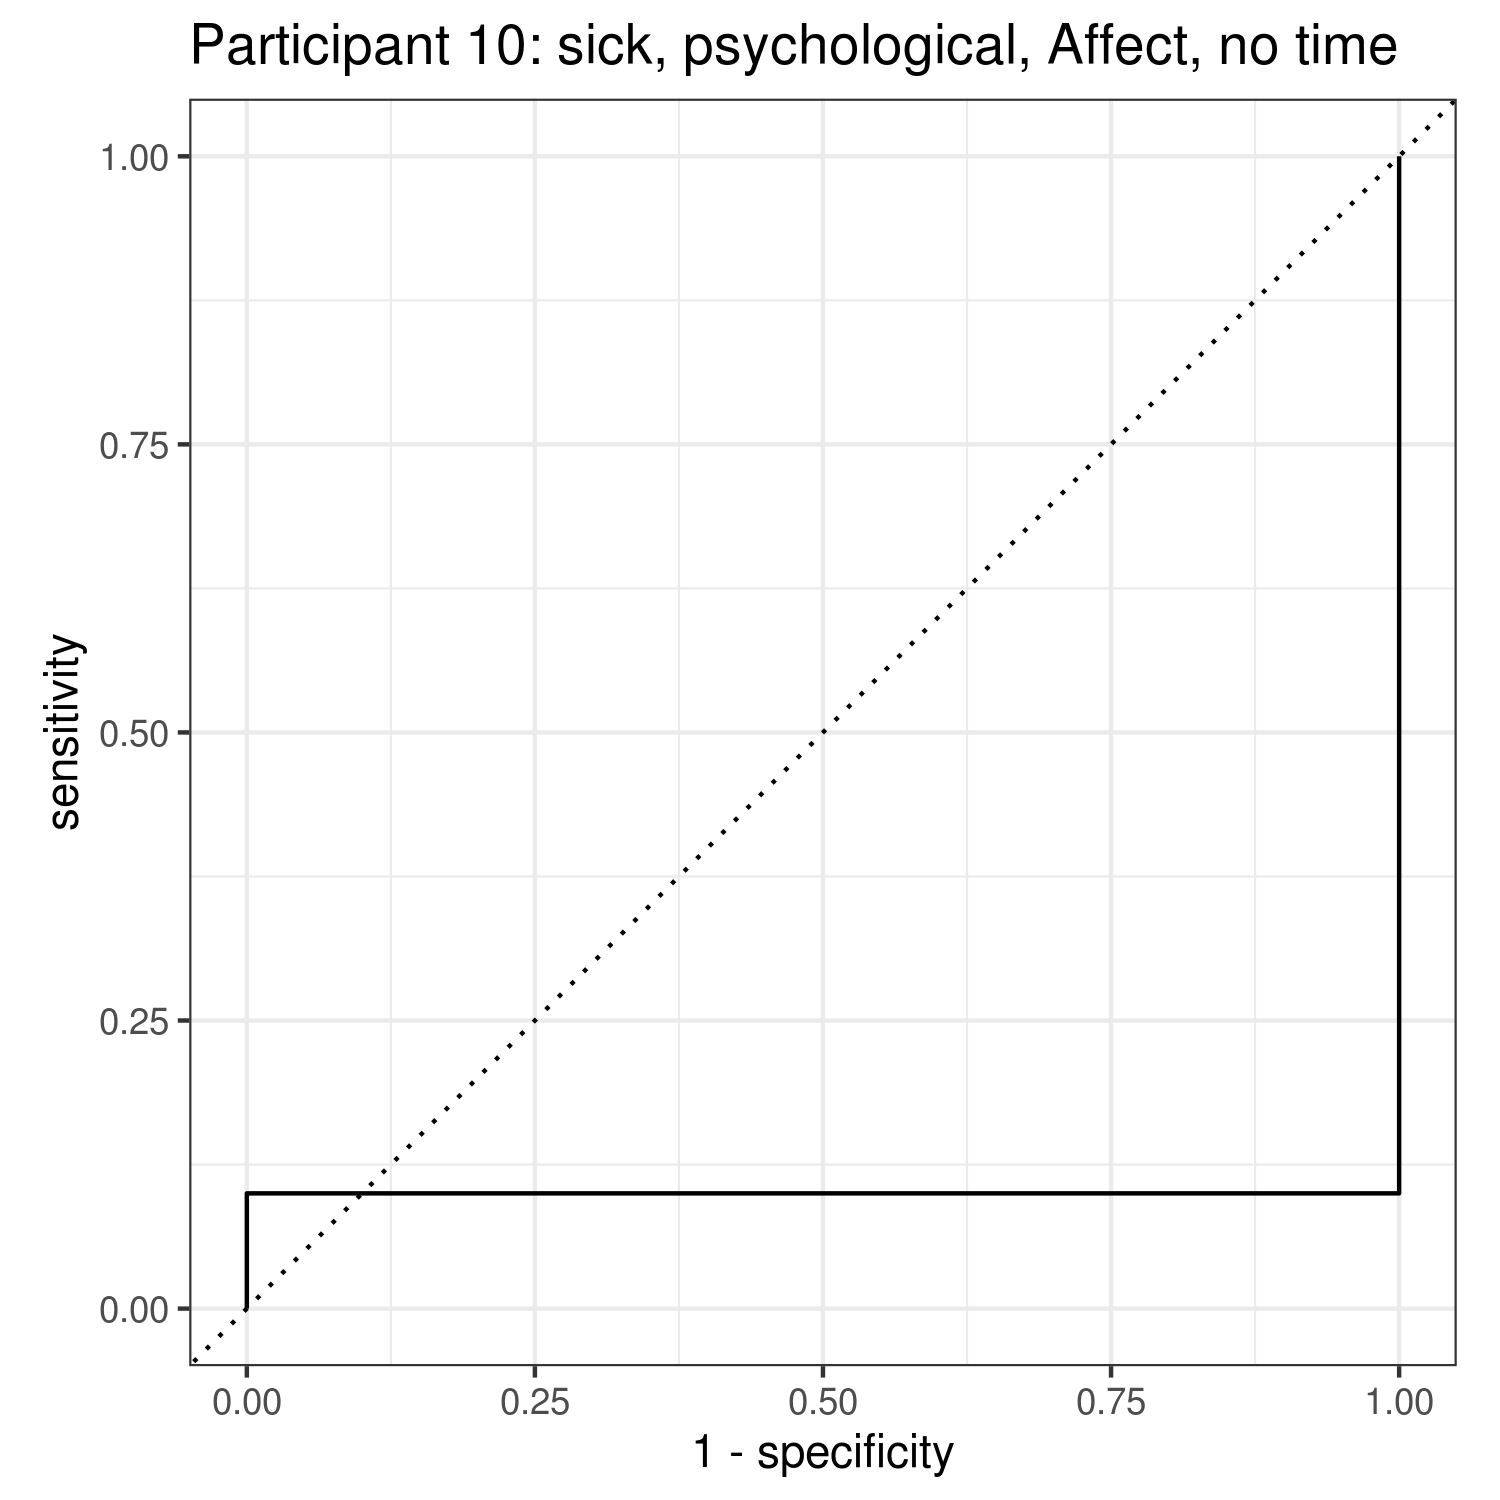 Participant 10: sick, psychological, Affect, no time
1.00
0.75
0.50
0.25
0.00
sensitivity
0.00 0.25 0.50 0.75 1.00
1 - specificity